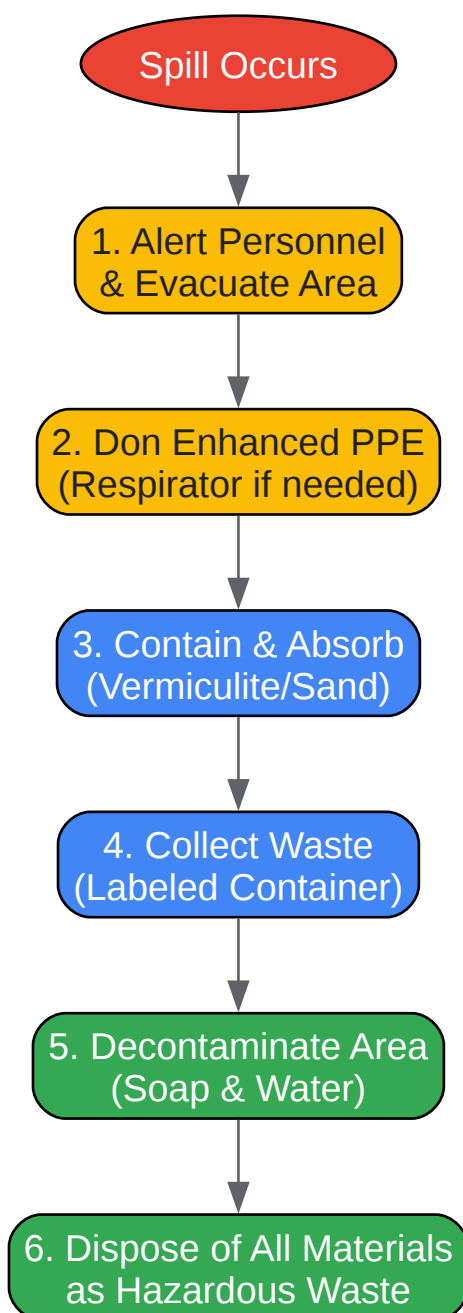 Spill Occurs
1. Alert Personnel
& Evacuate Area
2. Don Enhanced PPE
(Respirator if needed)
3. Contain & Absorb
(Vermiculite/Sand)
4. Collect Waste
(Labeled Container)
5. Decontaminate Area
(Soap & Water)
6. Dispose of All Materials
as Hazardous Waste